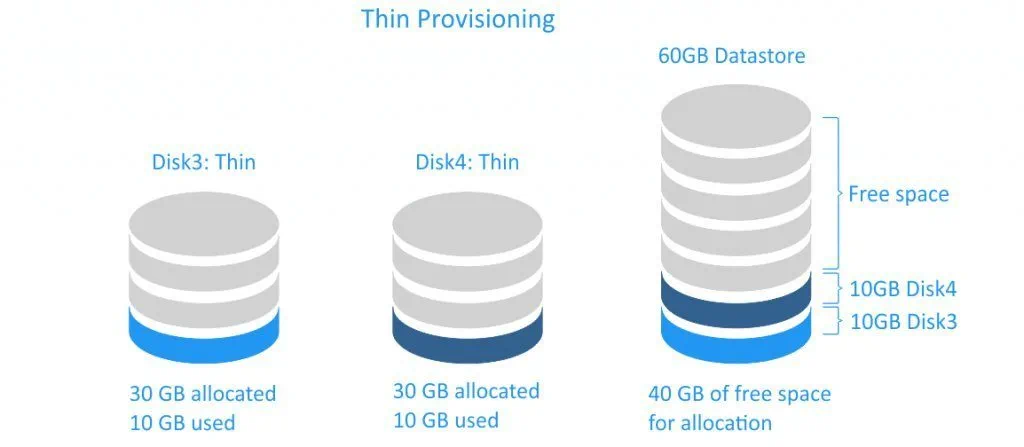 Thin Provisioning
60GB Datastore
Disk3: Thin
Disk4: Thin
Free space
10GB Disk4
10GB Disk3
30 GB allocated
10 GB used
30 GB allocated
10 GB used
40 GB of free space
for allocation